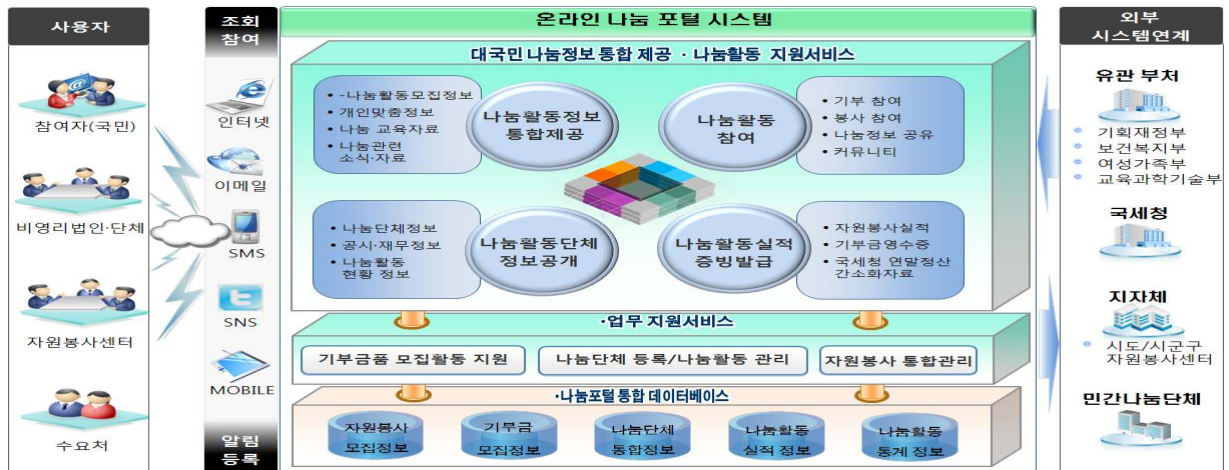 사용자
참여자(국민)
비영리법인·단체
자원봉사센터
수요처
조회
참여
인터넷
이메일
SMS
SNS
MOBILE
알림
등록
온라인 나눔 포털 시스템
대국민 나눔정보 통합 제공 · 나눔활동 지원서비스
• -나눔활동모집정보
• 개인맞춤정보
• 나눔 교육자료
• 나눔관련
소식·자료
나눔활동정보
통합제공
나눔활동
참여
• 기부 참여
• 봉사 참여
• 나눔정보 공유
• 커뮤니티
• 나눔단체정보
• 공시·재무정보
• 나눔활동
현황 정보
나눔활동단체
정보공개
나눔활동실적
증빙발급
• 자원봉사실적
• 기부금영수증
• 국세청 연말정산
간소화자료
·업무 지원서비스
기부금품 모집활동 지원
나눔단체 등록/나눔활동 관리
자원봉사 통합관리
·나눔포털 통합 데이터베이스
자원봉사
모집정보
기부금
모집정보
나눔단체
통합정보
나눔활동
실적 정보
나눔활동
통계 정보
외부
시스템연계
유관 부처
기획재정부
보건복지부
여성가족부
교육과학기술부
국세청
지자체
시도/시군구
자원봉사센터
민간나눔단체